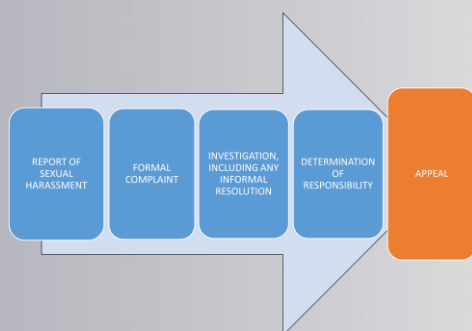 REPORT OF
SEXUAL
HARASSMENT
FORMAL
COMPLAINT
INVESTIGATION,
INCLUDING ANY
INFORMAL
RESOLUTION
DETERMINATION
OF
RESPONSIBILITY
APPEAL